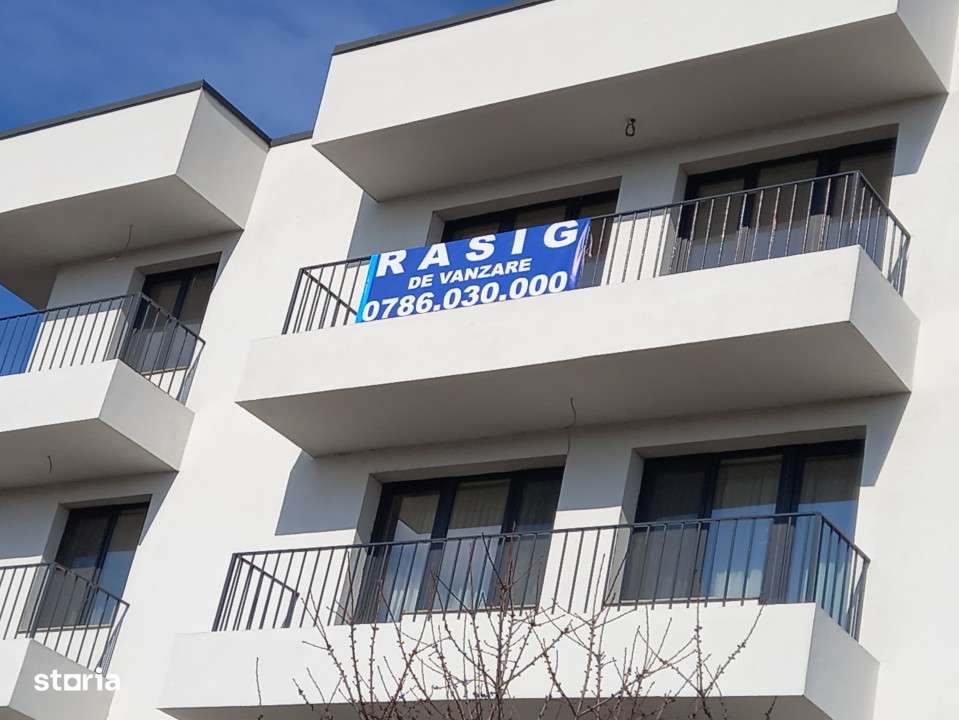 RASIG
DE VANZARE
0786.030.000
storia